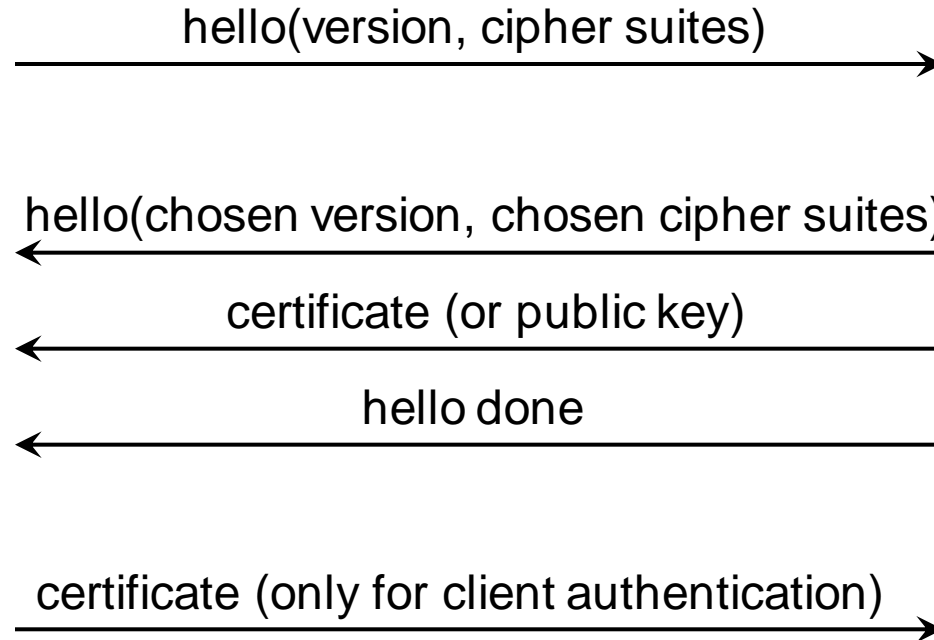 hello(version, cipher suites)
hello(chosen version, chosen cipher suites)
certificate (or public key)
hello done
certificate (only for client authentication)